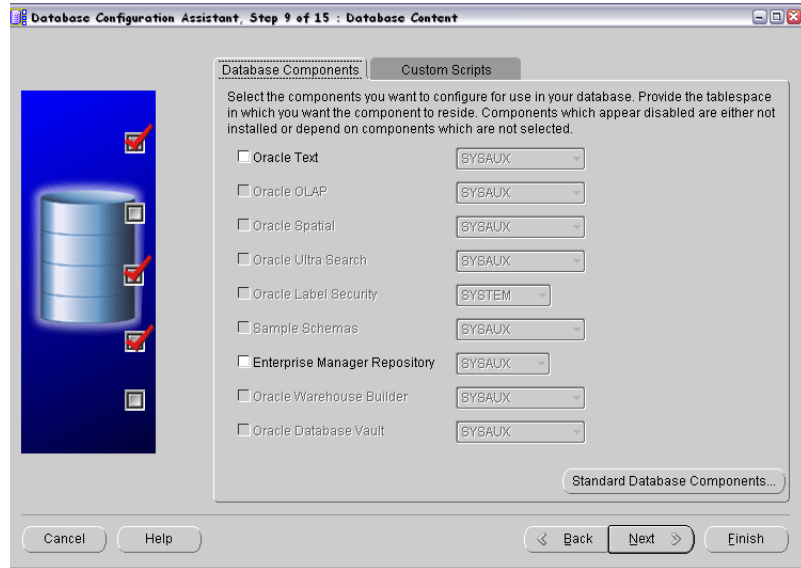 Database Configuration Assistant, Step 9 of 15 : Database Content
Database Components
Custom Scripts
Select the components you want to configure for use in your database. Provide the tablespace
in which you want the component to reside. Components which appear disabled are either not
installed or depend on components which are not selected.
Oracle Text SYSAUX
Oracle OLAP SYSAUX
Oracle Spatial SYSAUX
Oracle Ultra Search SYSAUX
Oracle Label Security SYSTEM
Sample Schemas SYSAUX
Enterprise Manager Repository SYSAUX
Oracle Warehouse Builder SYSAUX
Oracle Database Vault SYSAUX
Standard Database Components...
Cancel Help Back Next Finish